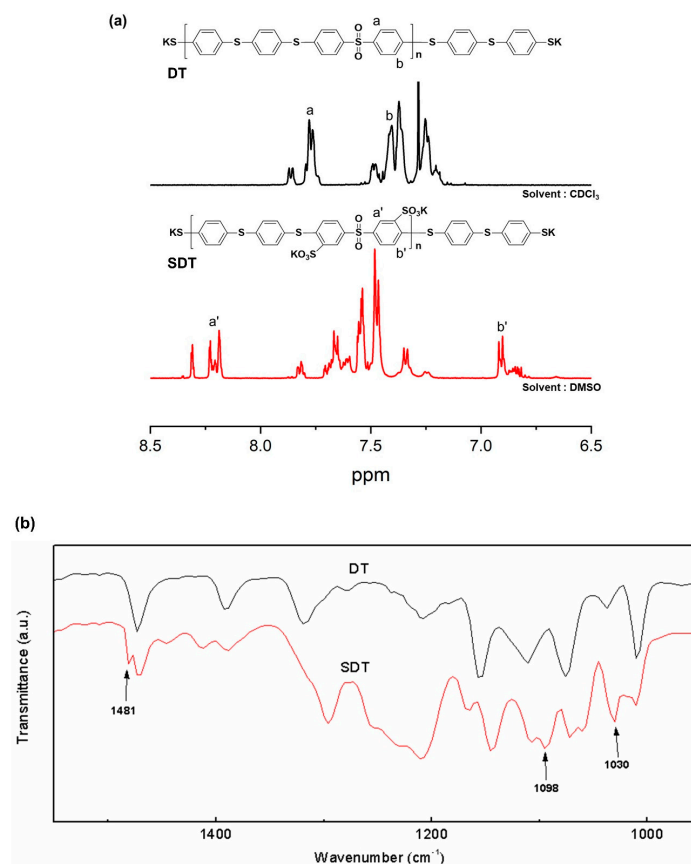 (a)
a
KS S S S O O S S SK
n
b
DT
a
b
Solvent : CDCl3
a'
SO3K
KS S S S O O S S SK
n
KO3S
b'
SDT
a'
b'
Solvent : DMSO
8.5 8.0 7.5 7.0 6.5
ppm
(b)
DT
SDT
1481
1098
1030
Transmittance (a.u.)
1400 1200 1000
Wavenumber (cm-1)